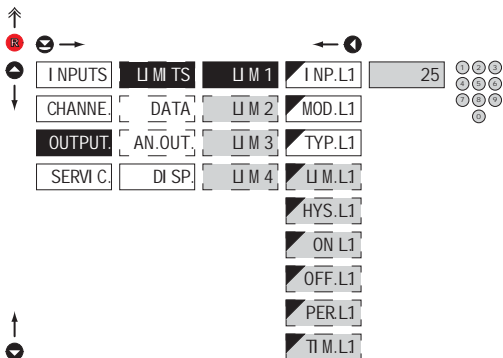 R
INPUTS LIMITS LIM 1 INP.L1 25 1 2 3
4 5 6
CHANNE. DATA LIM 2 MOD.L1 7 8 9
0
OUTPUT. AN.OUT. LIM 3 TYP.L1
SERVIC. DISP. LIM 4 LIM.L1
HYS.L1
ON L1
OFF.L1
PER.L1
TIM.L1